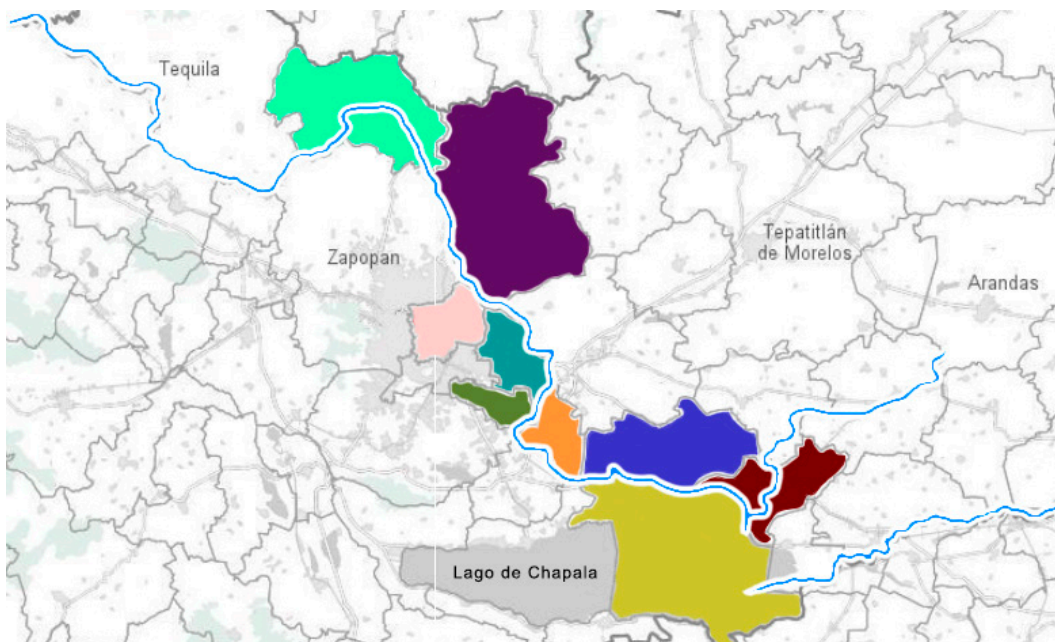 Tequila
Zapopan
Tepatitlán
de Morelos
Arandas
Lago de Chapala